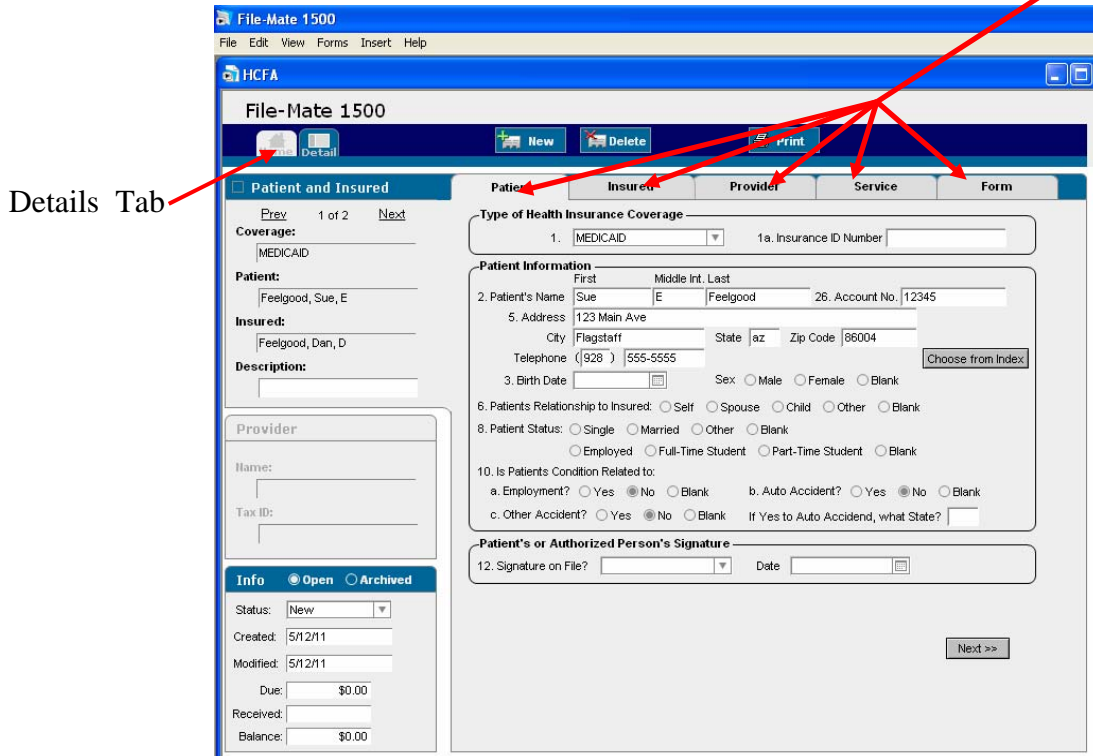 File-Mate 1500
File Edit View Forms Insert Help
HCFA
File-Mate 1500
Detail
New Delete Print
Details Tab
Patient and Insured
Prev 1 of 2 Next
Coverage:
MEDICAID
Patient:
Feelgood, Sue, E
Insured:
Feelgood, Dan, D
Description:
Provider
Name:
Tax ID:
Info Open Archived
Status: New
Created: 5/12/11
Modified: 5/12/11
Due: $0.00
Received:
Balance: $0.00
Patient Insured Provider Service Form
Type of Health Insurance Coverage
1. MEDICAID 1a. Insurance ID Number
Patient Information
First Middle Int. Last
2. Patient's Name Sue E Feelgood 26. Account No. 12345
5. Address 123 Main Ave
City Flagstaff State az Zip Code 86004
Telephone ( 928 ) 555-5555
Choose from Index
3. Birth Date Sex Male Female Blank
6. Patients Relationship to Insured: Self Spouse Child Other Blank
8. Patient Status: Single Married Other Blank
Employed Full-Time Student Part-Time Student Blank
10. Is Patients Condition Related to:
a. Employment? Yes No Blank b. Auto Accident? Yes No Blank
c. Other Accident? Yes No Blank If Yes to Auto Accidend, what State?
Patient's or Authorized Person's Signature
12. Signature on File? Date
Next >>